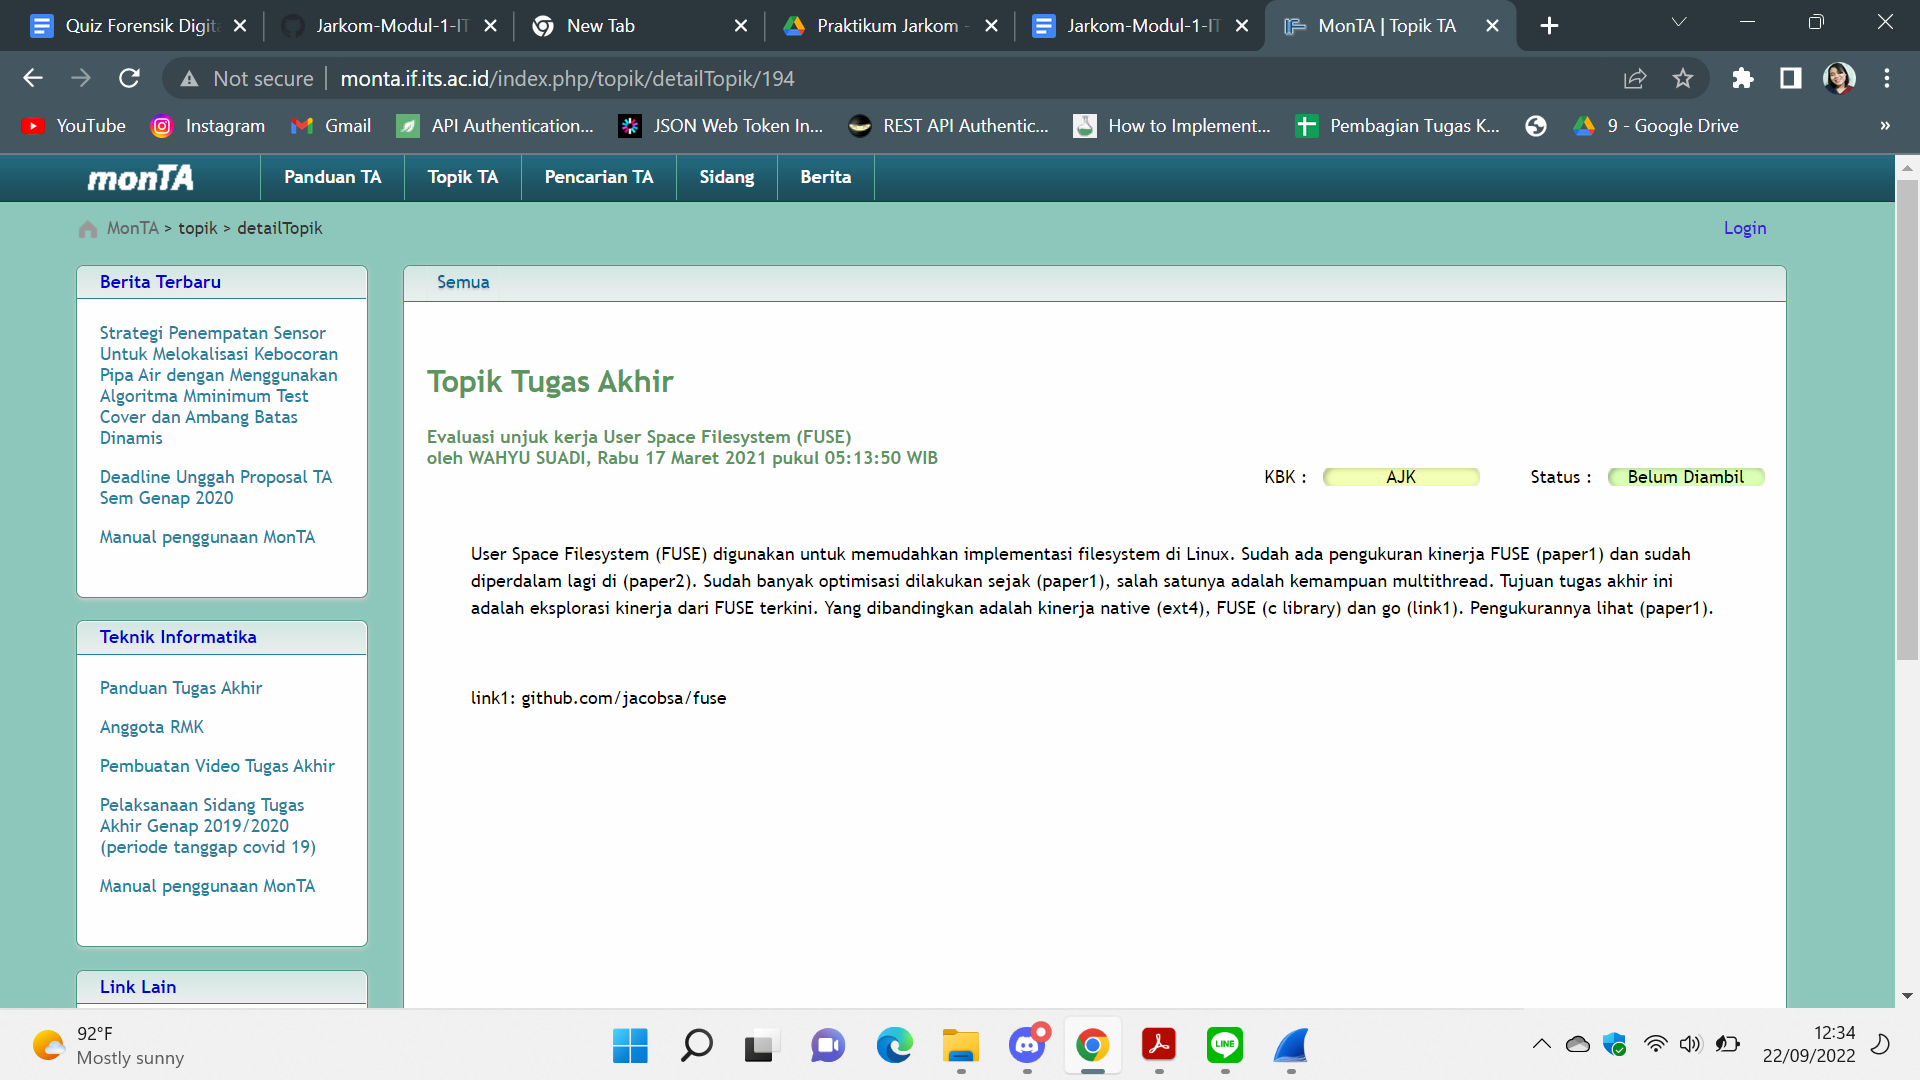 Quiz Forensik Digit
Jarkom-Modul-1-IT
New Tab
Praktikum Jarkom -
Jarkom-Modul-1-IT
MonTA | Topik TA
Not secure
monta.if.its.ac.id/index.php/topik/detailTopik/194
YouTube
Instagram
Gmail
API Authentication...
JSON Web Token In...
REST API Authentic...
How to Implement...
Pembagian Tugas K...
9 - Google Drive
»
monTA
Panduan TA
Topik TA
Pencarian TA
Sidang
Berita
MonTA > topik > detailTopik
Login
Berita Terbaru
Strategi Penempatan Sensor
Untuk Melokalisasi Kebocoran
Pipa Air dengan Menggunakan
Algoritma Mminimum Test
Cover dan Ambang Batas
Dinamis
Deadline Unggah Proposal TA
Sem Genap 2020
Manual penggunaan MonTA
Teknik Informatika
Panduan Tugas Akhir
Anggota RMK
Pembuatan Video Tugas Akhir
Pelaksanaan Sidang Tugas
Akhir Genap 2019/2020
(periode tanggap covid 19)
Manual penggunaan MonTA
Link Lain
Semua
Topik Tugas Akhir
Evaluasi unjuk kerja User Space Filesystem (FUSE)
oleh WAHYU SUADI, Rabu 17 Maret 2021 pukul 05:13:50 WIB
KBK : AJK Status : Belum Diambil
User Space Filesystem (FUSE) digunakan untuk memudahkan implementasi filesystem di Linux. Sudah ada pengukuran kinerja FUSE (paper1) dan sudah
diperdalam lagi di (paper2). Sudah banyak optimisasi dilakukan sejak (paper1), salah satunya adalah kemampuan multithread. Tujuan tugas akhir ini
adalah eksplorasi kinerja dari FUSE terkini. Yang dibandingkan adalah kinerja native (ext4), FUSE (c library) dan go (link1). Pengukurannya lihat (paper1).
link1: github.com/jacobsa/fuse
92°F
Mostly sunny
LINE
12:34
22/09/2022